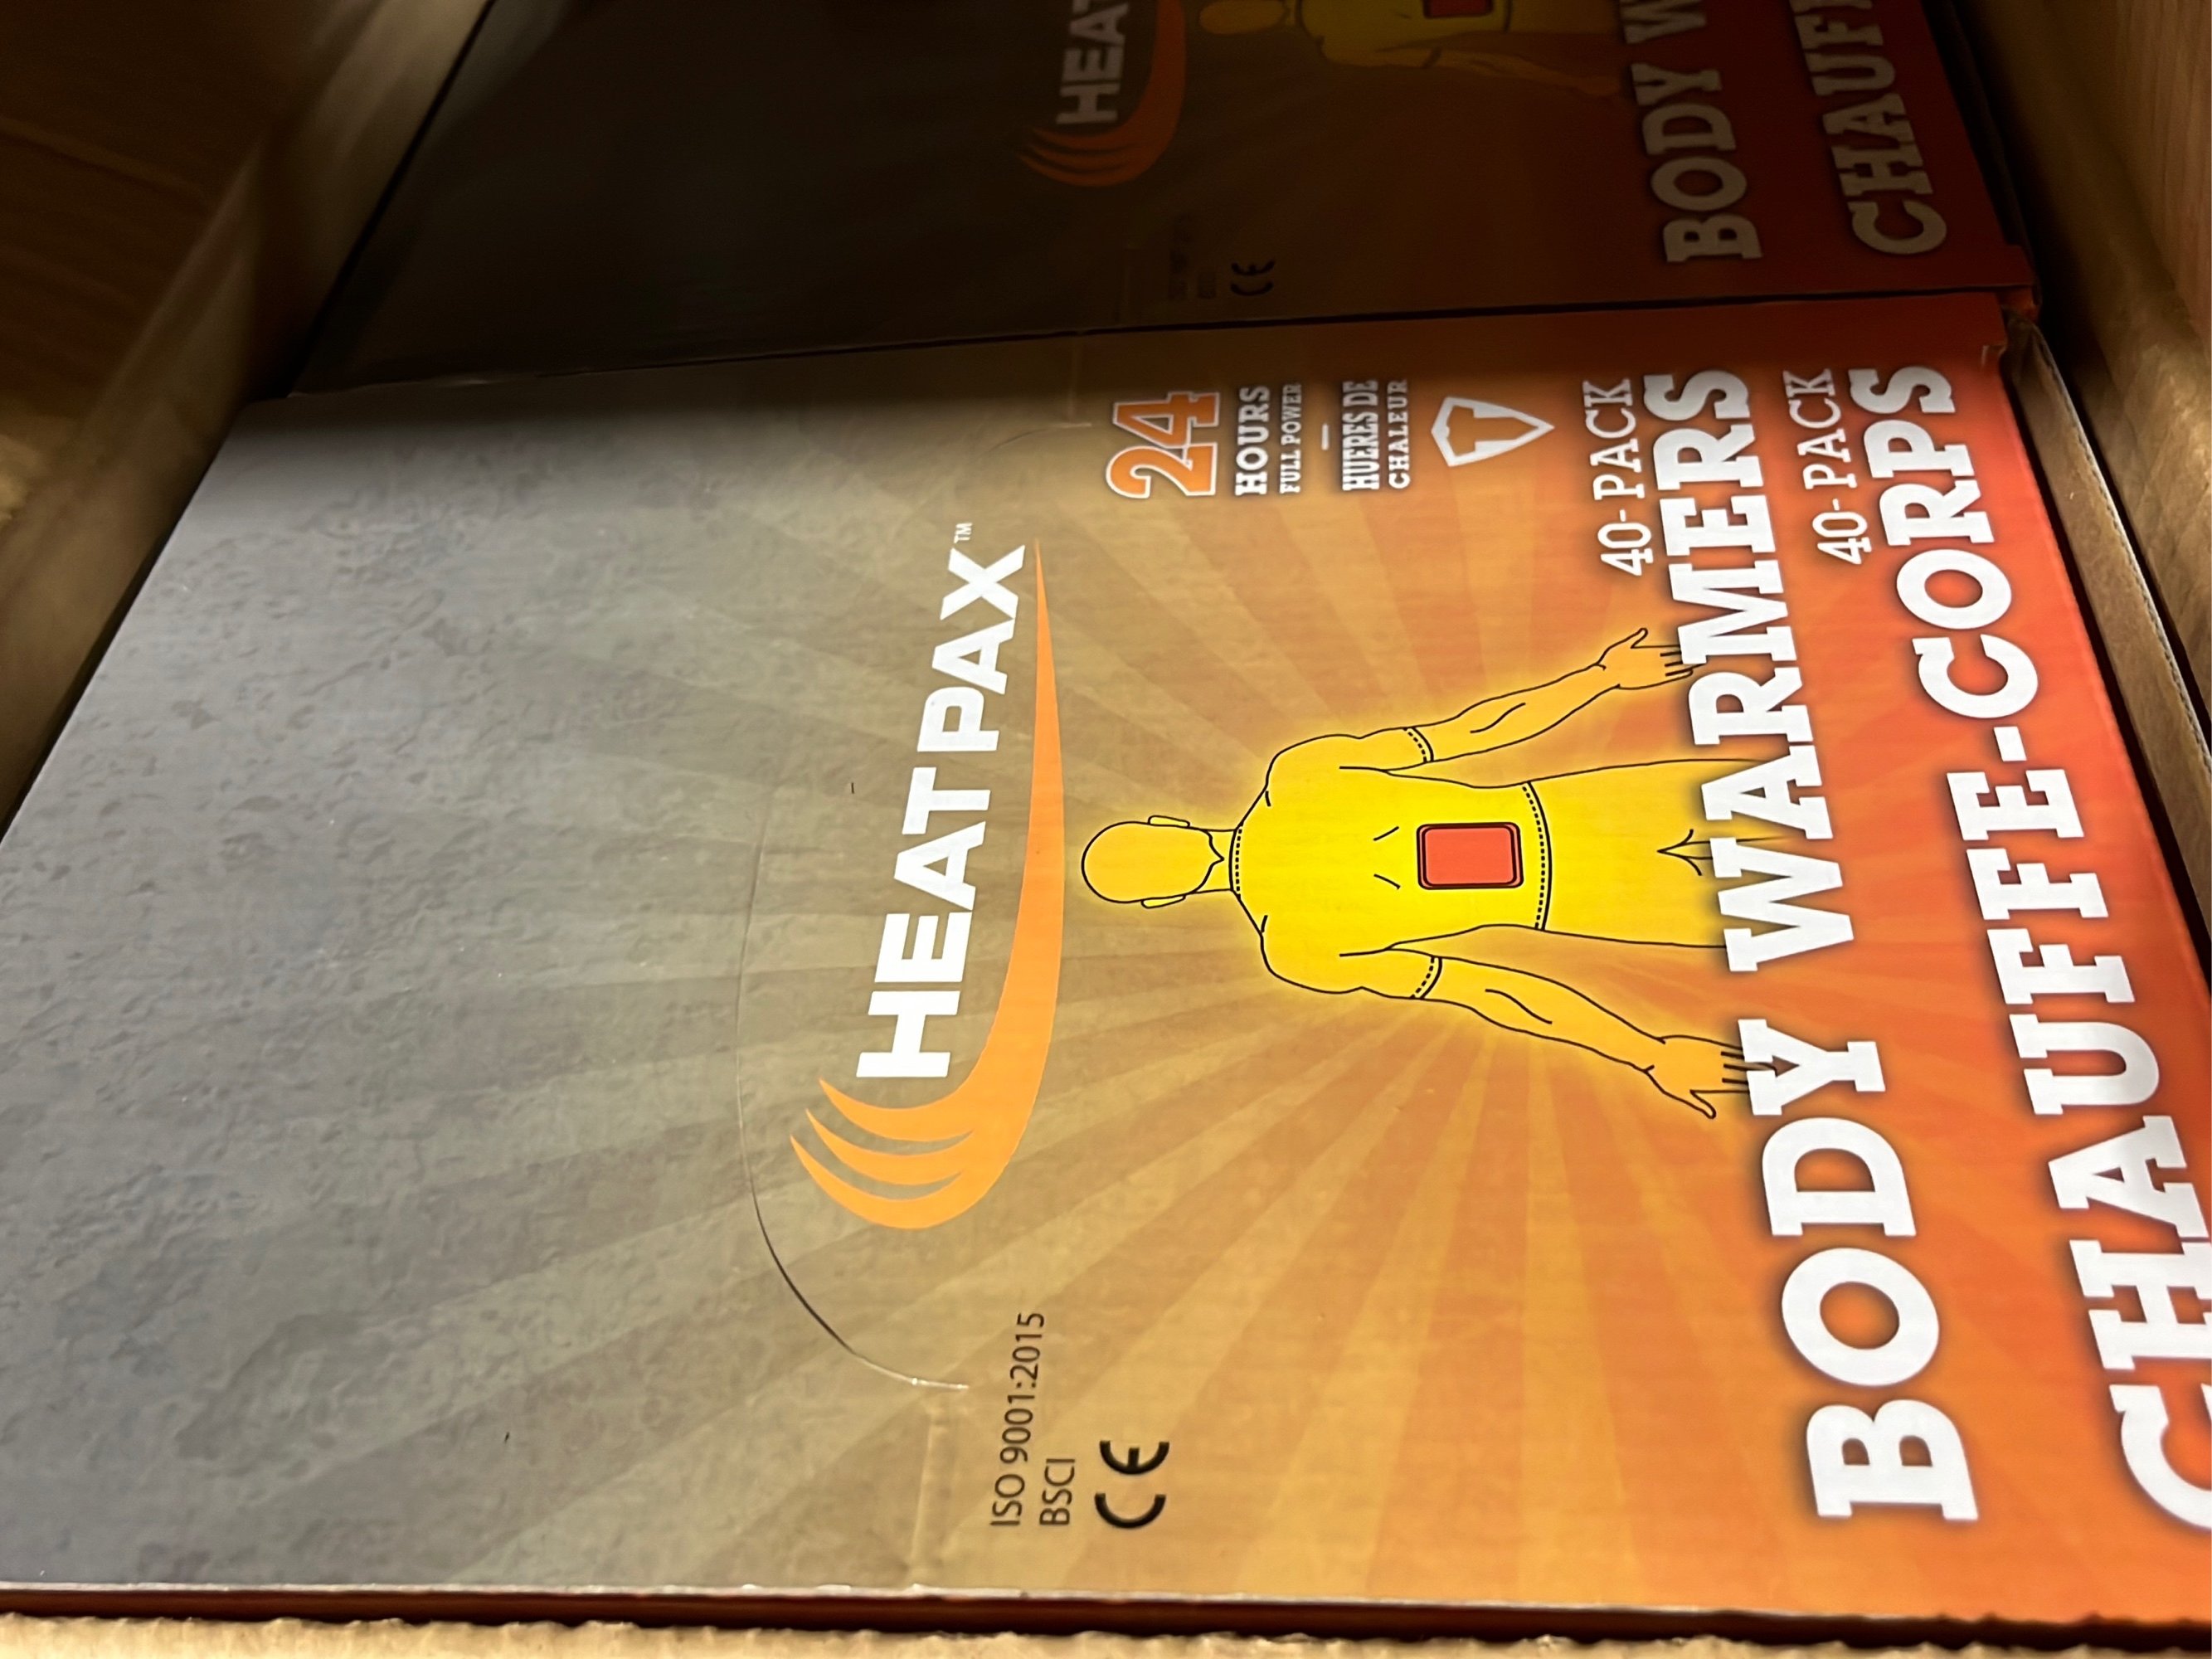 HEAT PAX™
ISO 9001:2015
BSCI
CE
24
HOURS
FULL POWER
–
HUERES DE
CHALEUR
T
40-PACK
BODY WARMERS
40-PACK
CHAUFFE-CORPS
HEAT
CE
BODY W
CHAUF